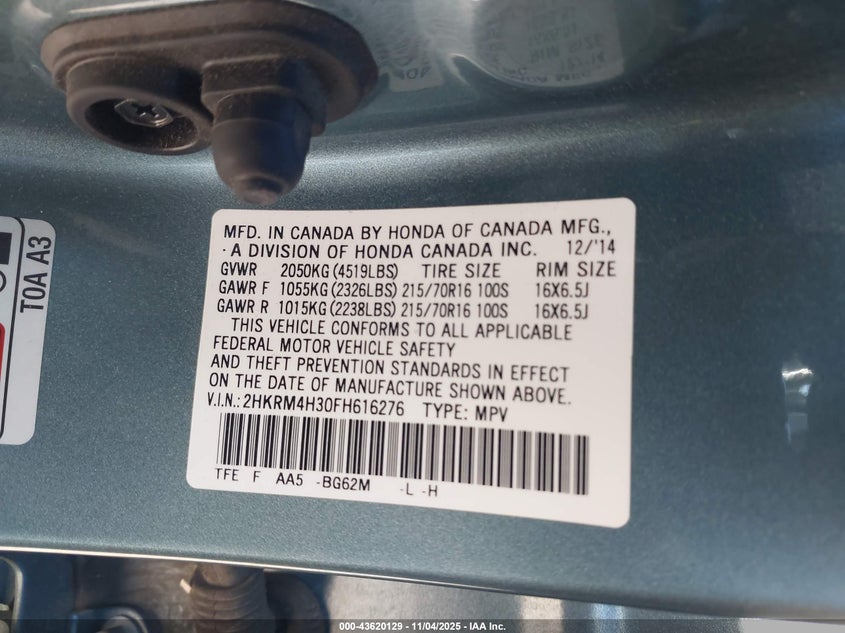 MFD. IN CANADA BY HONDA OF CANADA MFG.,
· A DIVISION OF HONDA CANADA INC. 12/'14
GVWR 2050KG (4519LBS) TIRE SIZE RIM SIZE
GAWR F 1055KG (2326LBS) 215/70R16 100S 16X6.5J
GAWR R 1015KG (2238LBS) 215/70R16 100S 16X6.5J
THIS VEHICLE CONFORMS TO ALL APPLICABLE
FEDERAL MOTOR VEHICLE SAFETY
AND THEFT PREVENTION STANDARDS IN EFFECT
ON THE DATE OF MANUFACTURE SHOWN ABOVE.
V.I.N.: 2HKRM4H30FH616276 TYPE: MPV
TFE F AA5 -BG62M -L -H
T0A A3
000-43620129 - 11/04/2025 - IAA Inc.